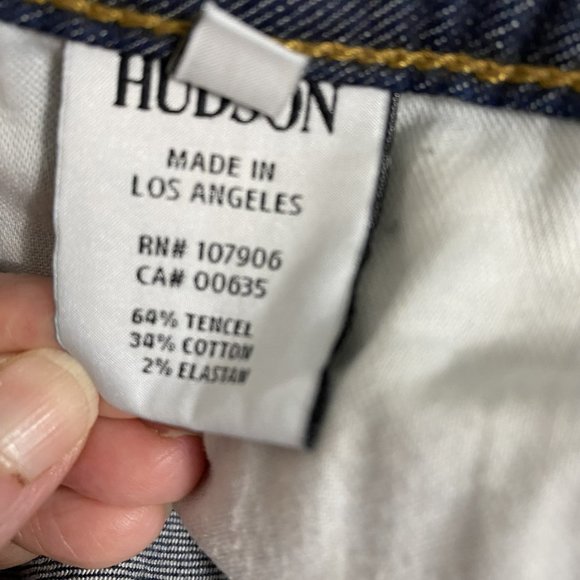 HUDSON
MADE IN
LOS ANGELES
RN# 107906
CA# 00635
64% TENCEL
34% COTTON
2% ELASTAN